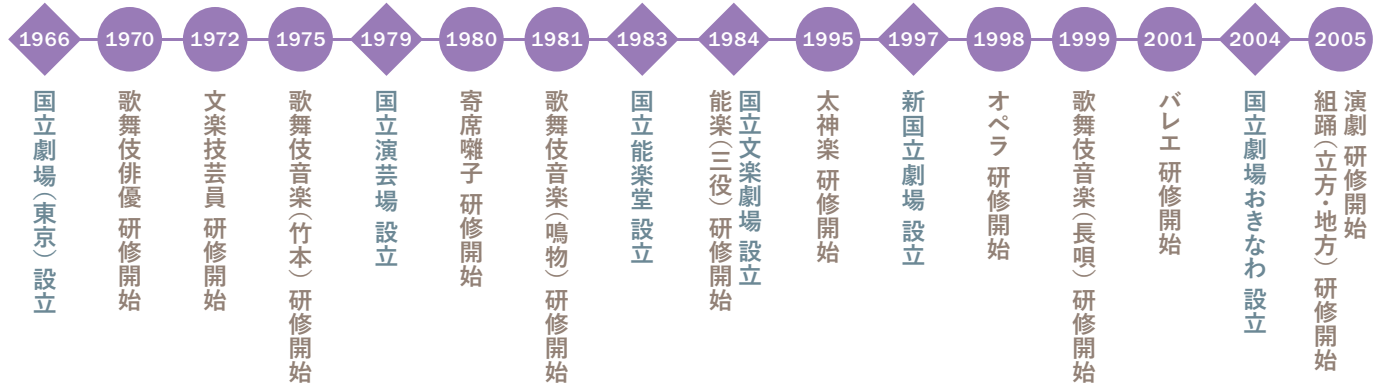 1966
国立劇場（東京） 設立
1970
歌舞伎俳優 研修開始
1972
文楽技芸員 研修開始
1975
歌舞伎音楽（竹本） 研修開始
1979
国立演芸場 設立
1980
寄席囃子 研修開始
1981
歌舞伎音楽（鳴物） 研修開始
1983
国立能楽堂 設立
1984
国立文楽劇場 設立
能楽（三役） 研修開始
1995
太神楽 研修開始
1997
新国立劇場 設立
1998
オペラ 研修開始
1999
歌舞伎音楽（長唄） 研修開始
2001
バレエ 研修開始
2004
国立劇場おきなわ 設立
2005
演劇 研修開始
組踊（立方・地方） 研修開始